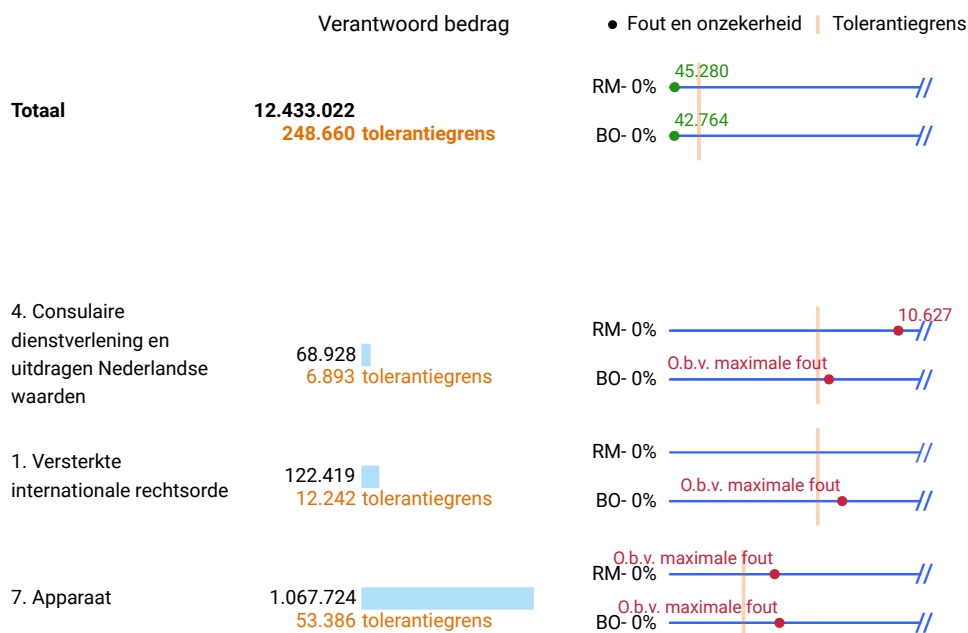 Verantwoord bedrag
Fout en onzekerheid
Tolerantiegrens
Totaal
12.433.022
248.660 tolerantiegrens
RM- 0%
45.280
BO- 0%
42.764
4. Consulaire
dienstverlening en
uitdragen Nederlandse
waarden
68.928
6.893 tolerantiegrens
RM- 0%
10.627
BO- 0%
O.b.v. maximale fout
1. Versterkte
internationale rechtsorde
122.419
12.242 tolerantiegrens
RM- 0%
BO- 0%
O.b.v. maximale fout
7. Apparaat
1.067.724
53.386 tolerantiegrens
RM- 0%
O.b.v. maximale fout
BO- 0%
O.b.v. maximale fout